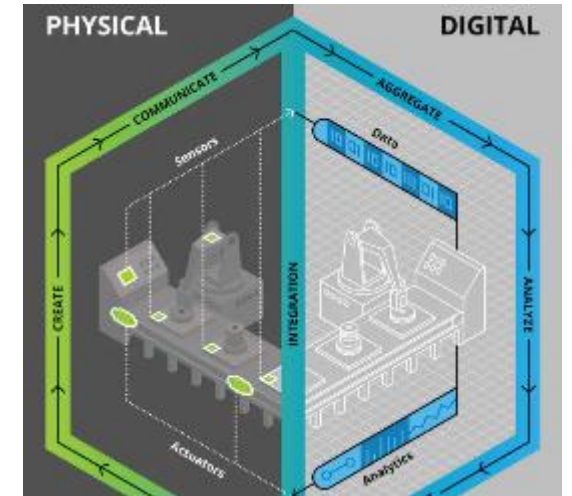 PHYSICAL
DIGITAL
COMMUNICATE
AGGREGATE
Sensors
Data
CREATE
INTEGRATION
ANALYZE
Actuators
Analytics